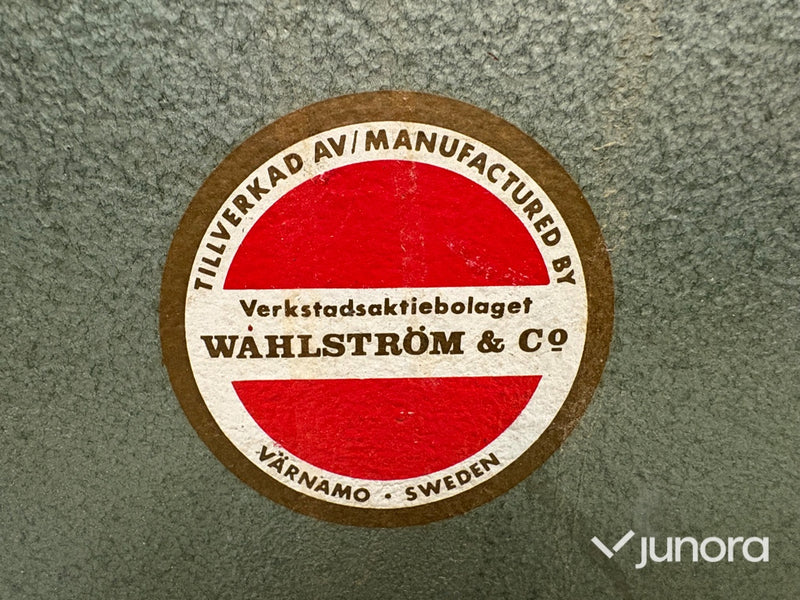 TILLVERKAD AV/MANUFACTURED BY
Verkstadsaktiebolaget
WÅHLSTRÖM & Cº
VÄRNAMO · SWEDEN
junora